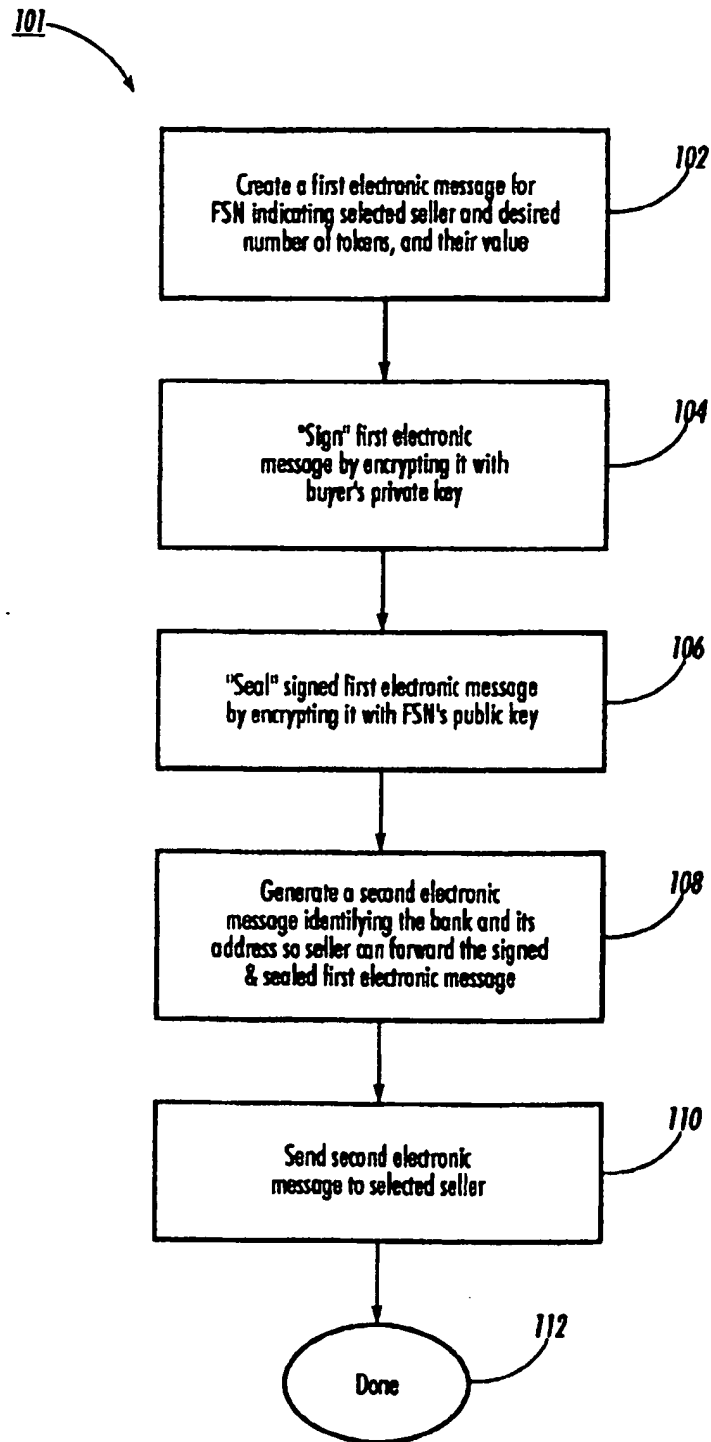 101
102
Create a first electronic message for
FSN indicating selected seller and desired
number of tokens, and their value
104
"Sign" first electronic
message by encrypting it with
buyer's private key
106
"Seal" signed first electronic message
by encrypting it with FSN's public key
108
Generate a second electronic
message identifying the bank and its
address so seller can forward the signed
& sealed first electronic message
110
Send second electronic
message to selected seller
112
Done